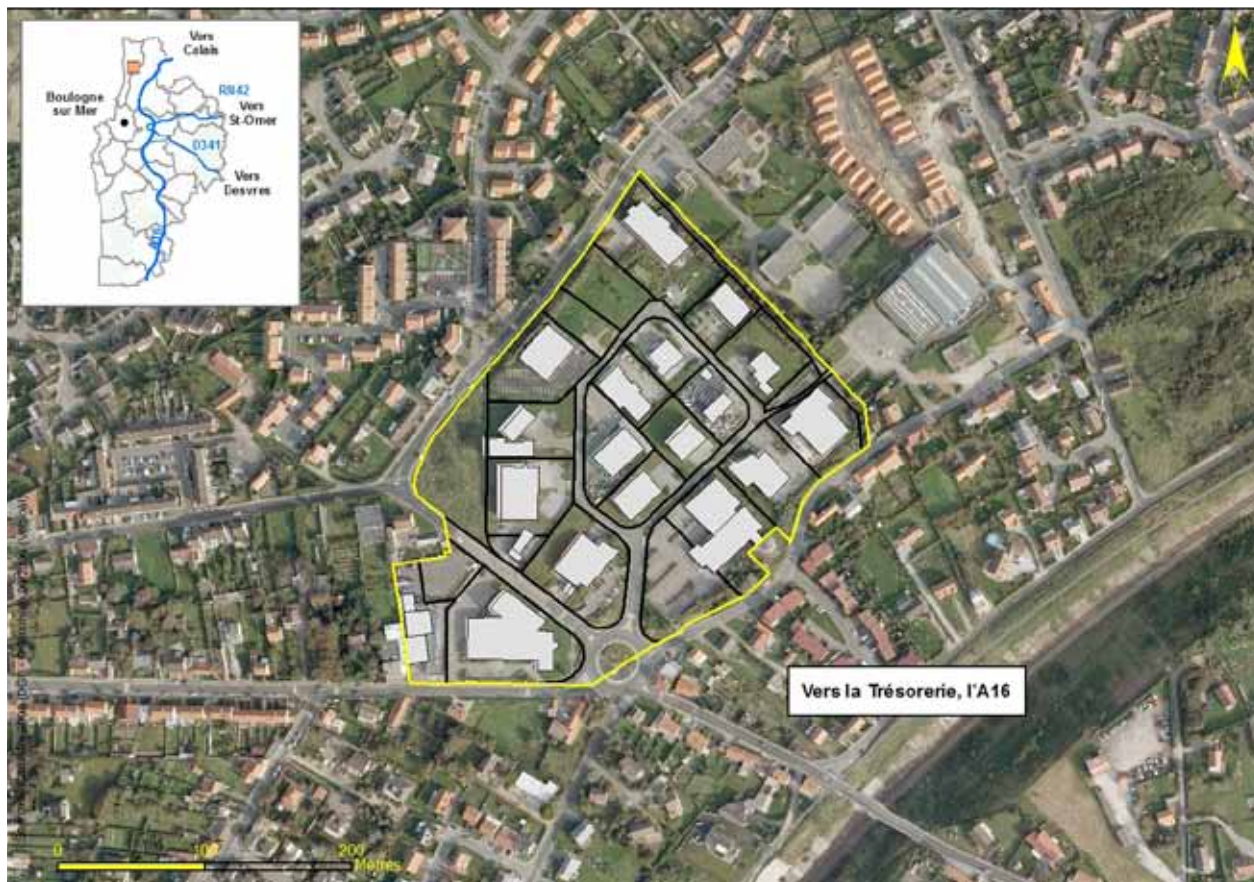 Vers
Calais
RN42
Boulogne
sur Mer
Vers
St-Omer
D341
Vers
Desvres
Vers la Trésorerie, l'A16
0
100
200
Mètres